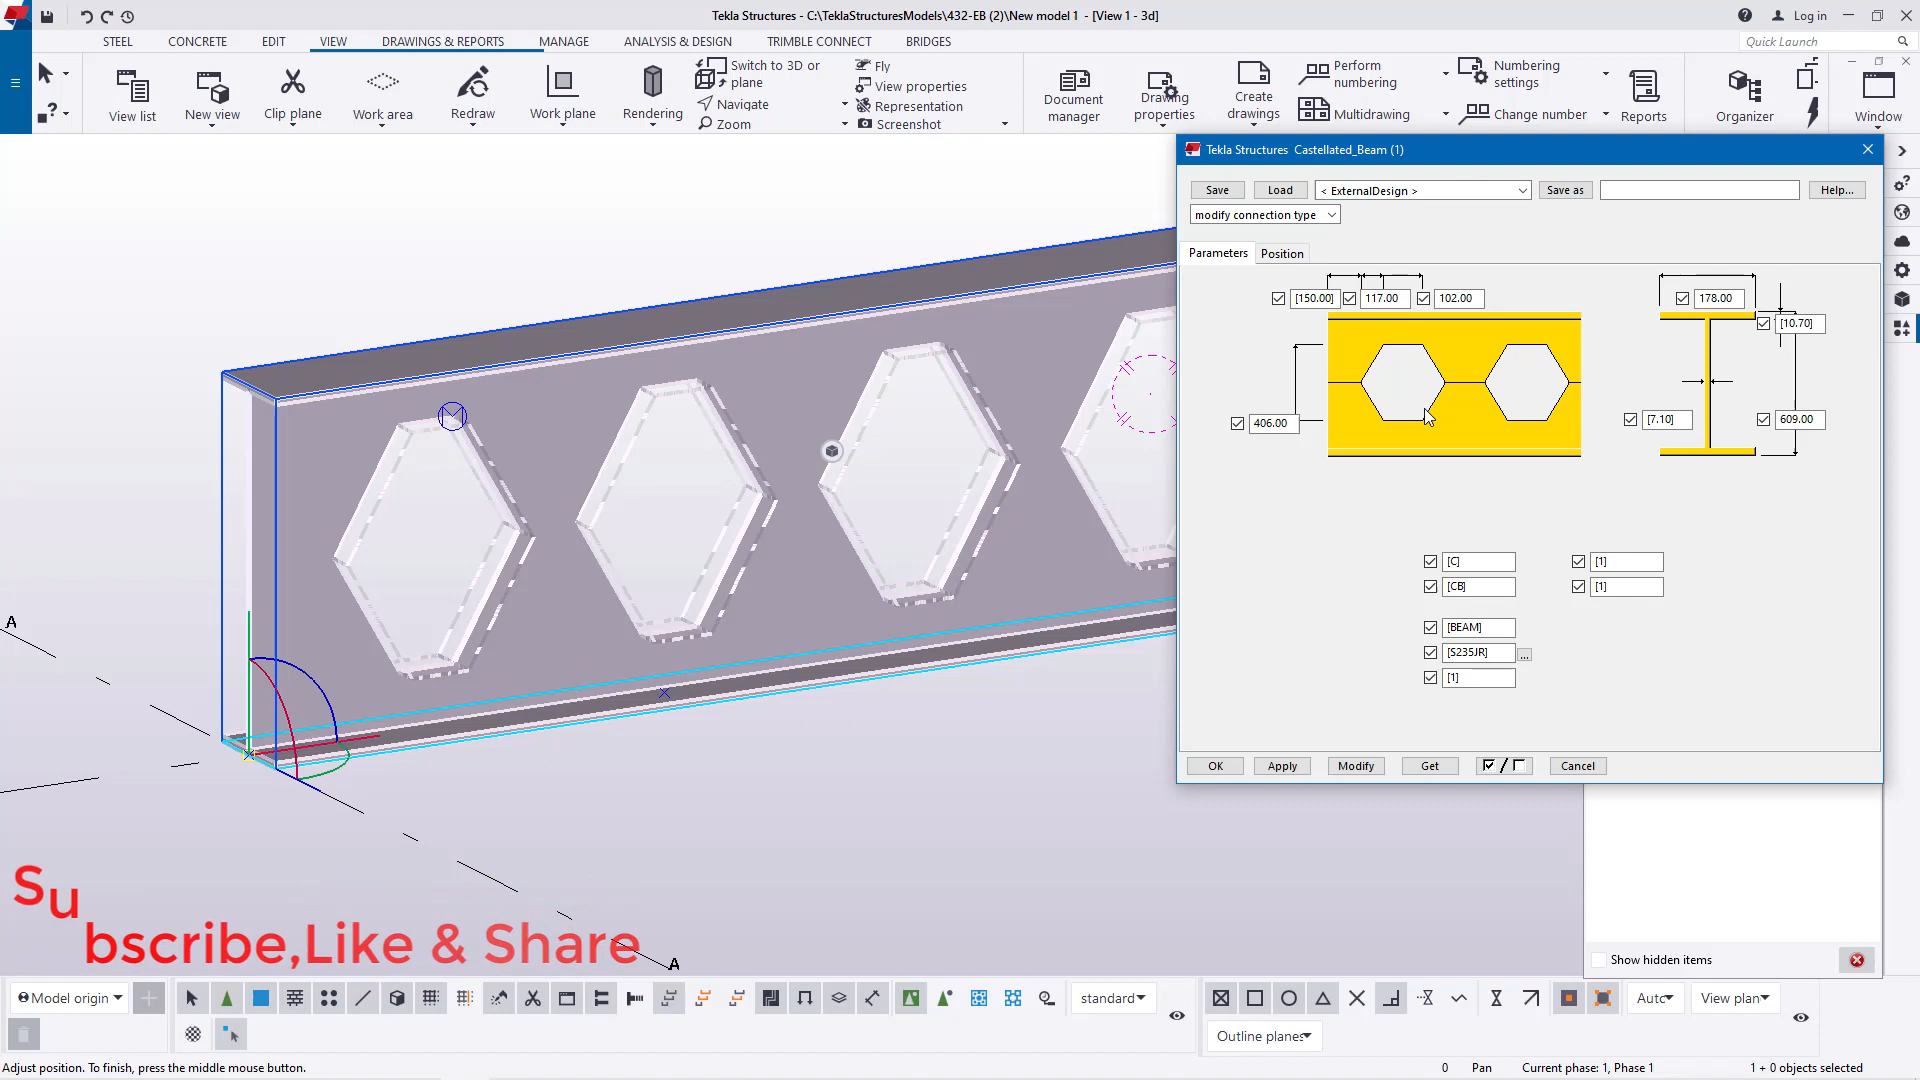 Tekla Structures - C:\TeklaStructuresModels\432-EB (2)\New model 1 - [View 1 - 3d]
Log in
STEEL CONCRETE EDIT VIEW DRAWINGS & REPORTS MANAGE ANALYSIS & DESIGN TRIMBLE CONNECT BRIDGES
Quick Launch
View list
New view
Clip plane
Work area
Redraw
Work plane
Rendering
Switch to 3D or
plane
Navigate
Zoom
Fly
View properties
Representation
Screenshot
Document
manager
Drawing
properties
Create
drawings
Perform
numbering
Multidrawing
Numbering
settings
Change number
Reports
Organizer
Window
Tekla Structures Castellated_Beam (1)
Save Load < ExternalDesign > Save as Help...
modify connection type
Parameters Position
[150.00] 117.00 102.00 178.00
[10.70]
406.00 [7.10] 609.00
[C] [1]
[CB] [1]
[BEAM]
[S235JR] ...
[1]
OK Apply Modify Get / Cancel
A
A
Subscribe,Like & Share
Show hidden items
Model origin
standard
Auto
View plan
Outline planes
Adjust position. To finish, press the middle mouse button.
0 Pan Current phase: 1, Phase 1 1 + 0 objects selected